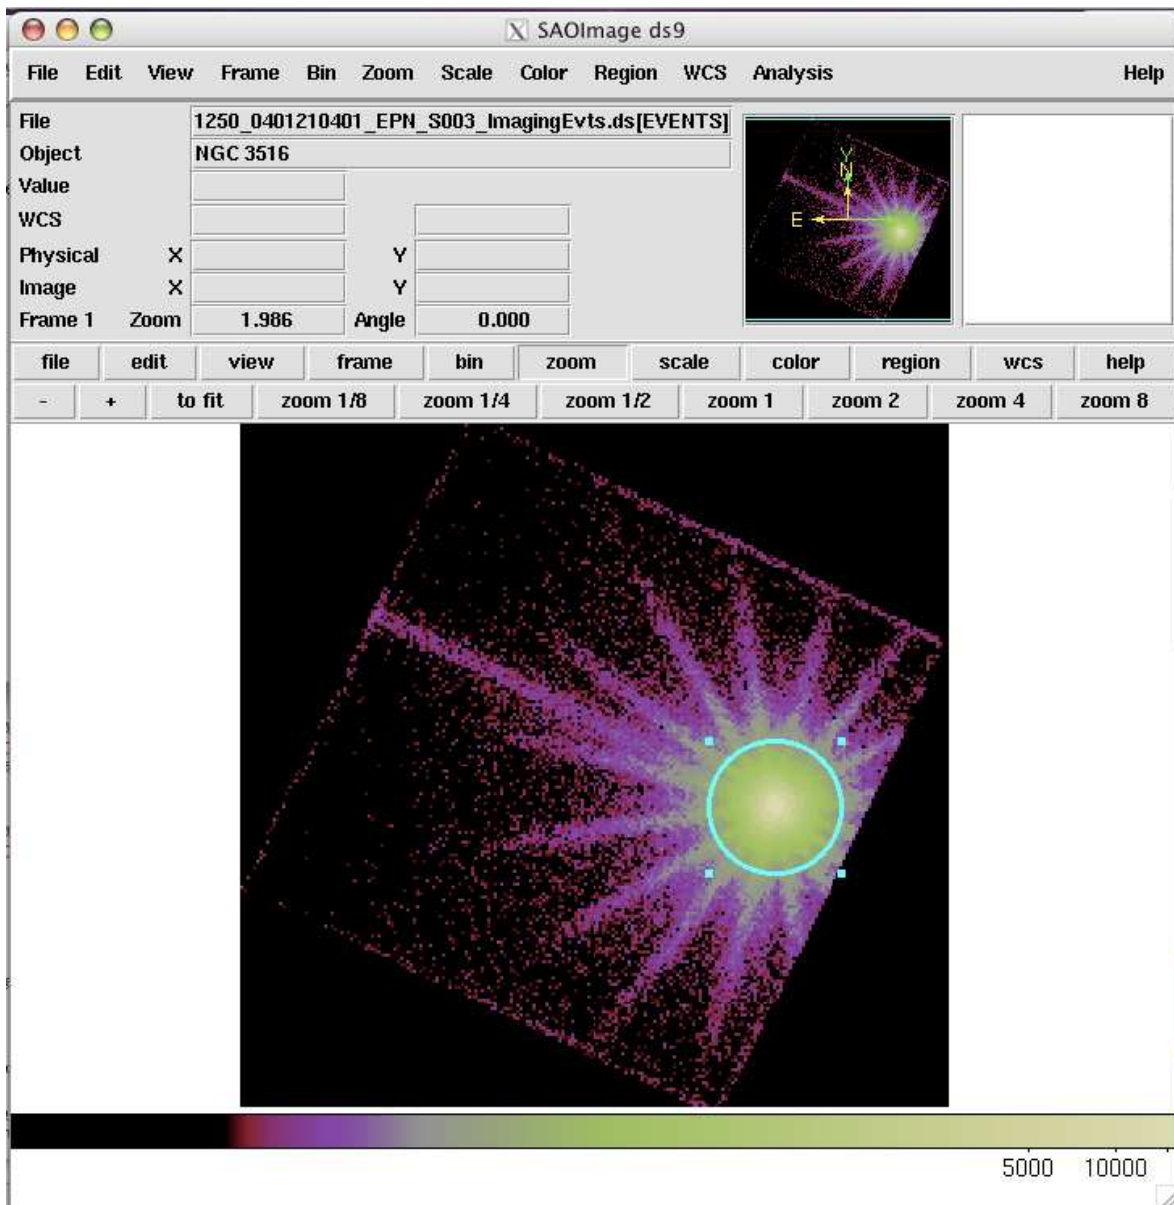 SAOImage ds9
File Edit View Frame Bin Zoom Scale Color Region WCS Analysis Help
File 1250_0401210401_EPN_S003_ImagingEvts.ds[EVENTS]
Object NGC 3516
Value
WCS
Physical X Y
Image X Y
Frame 1 Zoom 1.986 Angle 0.000
Y
N
E
file edit view frame bin zoom scale color region wcs help
- + to fit zoom 1/8 zoom 1/4 zoom 1/2 zoom 1 zoom 2 zoom 4 zoom 8
5000 10000